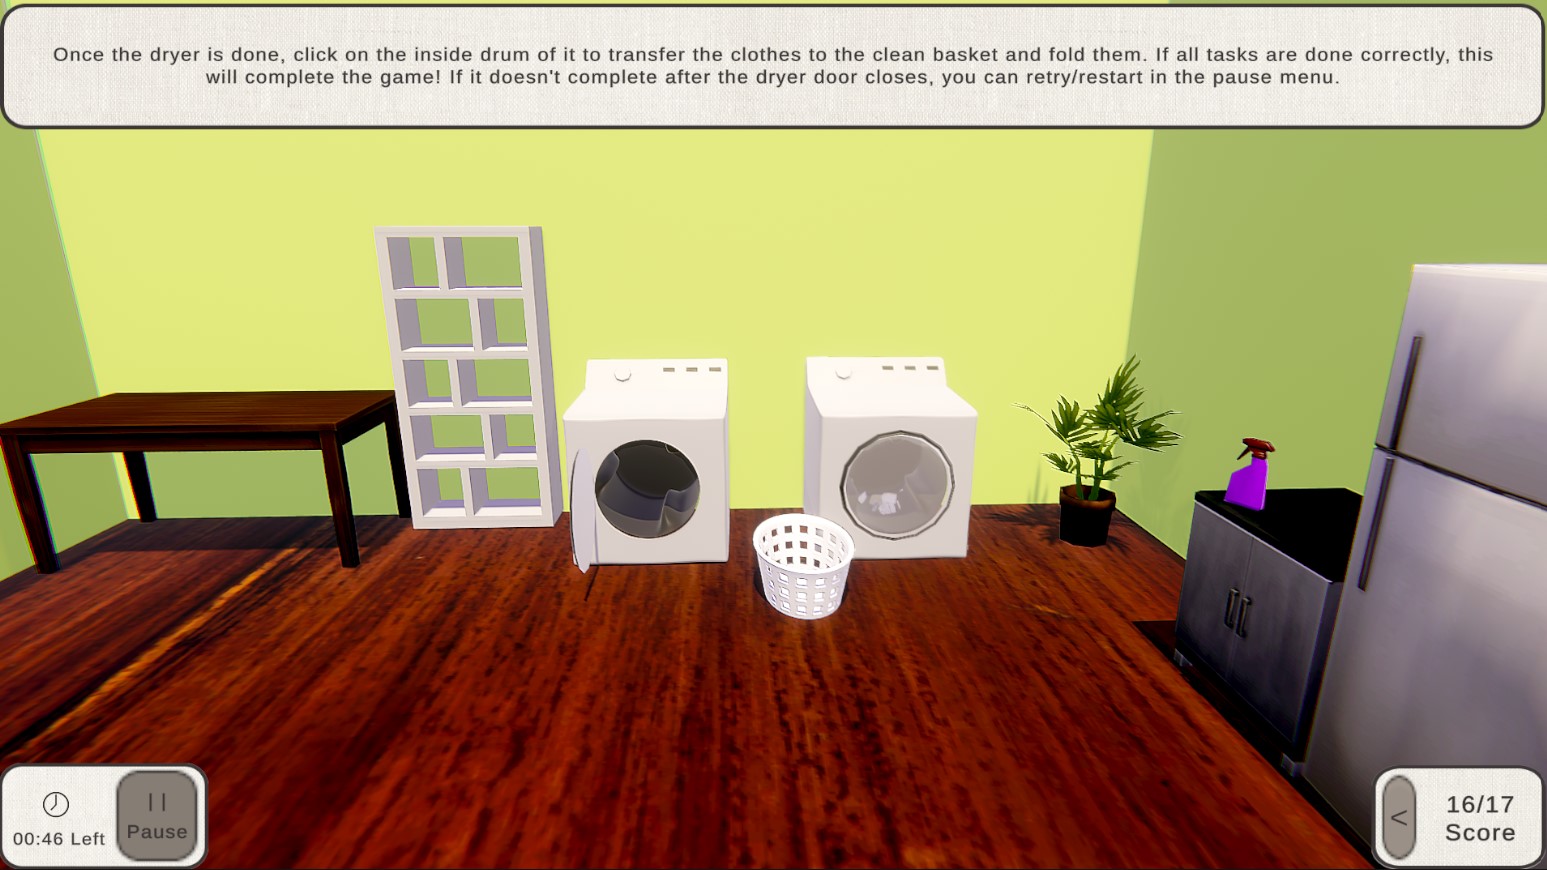 Once the dryer is done, click on the inside drum of it to transfer the clothes to the clean basket and fold them. If all tasks are done correctly, this
will complete the game! If it doesn't complete after the dryer door closes, you can retry/restart in the pause menu.
00:46 Left
Pause
<
16/17
Score